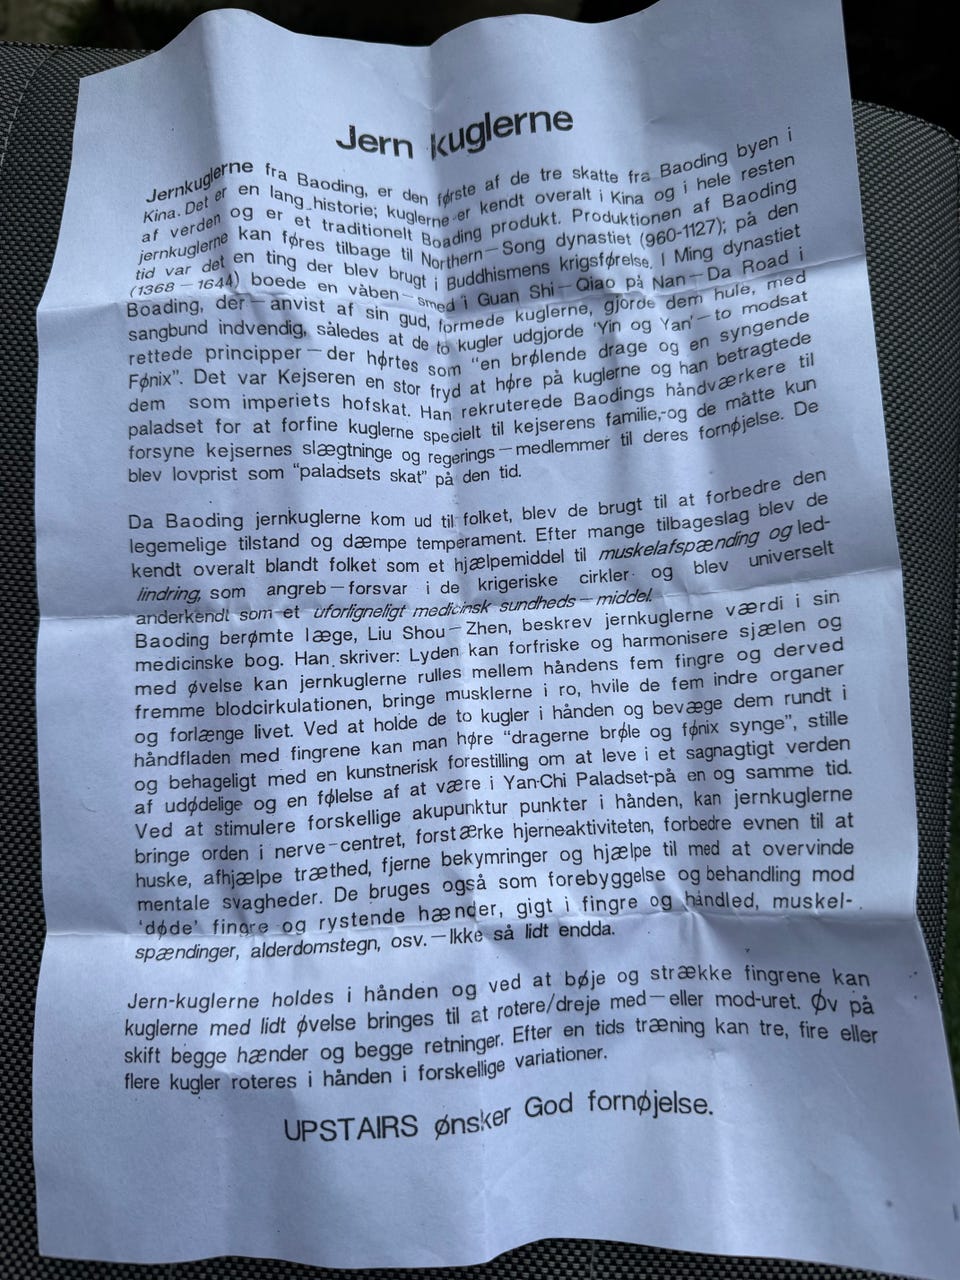 Jern kuglerne
Jernkuglerne fra Baoding, er den første af de tre skatte fra Baoding byen i
Kina. Det er en lang historie; kuglerne er kendt overalt i Kina og i hele resten
af verden og er et traditionelt Boading produkt. Produktionen af Baoding
jernkuglerne kan føres tilbage til Northern-Song dynastiet (960-1127); på den
tid var det en ting der blev brugt i Buddhismens krigsførelse. I Ming dynastiet
(1368-1644) boede en våben-smed i Guan Shi-Qiao på Nan-Da Road i
Boading, der-anvist af sin gud, formede kuglerne, gjorde dem hule, med
sangbund indvendig, således at de to kugler udgjorde 'Yin og Yan'-to modsat
rettede principper-der hørtes som "en brølende drage og en syngende
Fønix". Det var Kejseren en stor fryd at høre på kuglerne og han betragtede
dem som imperiets hofskat. Han rekruterede Baodings håndværkere til
paladset for at forfine kuglerne specielt til kejserens familie,-og de måtte kun
forsyne kejsernes slægtninge og regerings-medlemmer til deres fornøjelse. De
blev lovprist som "paladsets skat" på den tid.
Da Baoding jernkuglerne kom ud til folket, blev de brugt til at forbedre den
legemelige tilstand og dæmpe temperament. Efter mange tilbageslag blev de
kendt overalt blandt folket som et hjælpemiddel til muskelafspænding og led-
lindring, som angreb-forsvar i de krigeriske cirkler og blev universelt
anderkendt som et uforligneligt medicinsk sundheds-middel.
Baoding berømte læge, Liu Shou-Zhen, beskrev jernkuglerne værdi i sin
medicinske bog. Han skriver: Lyden kan forfriske og harmonisere sjælen og
med øvelse kan jernkuglerne rulles mellem håndens fem fingre og derved
fremme blodcirkulationen, bringe musklerne i ro, hvile de fem indre organer
og forlænge livet. Ved at holde de to kugler i hånden og bevæge dem rundt i
håndfladen med fingrene kan man høre "dragerne brøle og fønix synge", stille
og behageligt med en kunstnerisk forestilling om at leve i et sagnagtigt verden
af udødelige og en følelse af at være i Yan-Chi Paladset-på en og samme tid.
Ved at stimulere forskellige akupunktur punkter i hånden, kan jernkuglerne
bringe orden i nerve-centret, forstærke hjerneaktiviteten, forbedre evnen til at
huske, afhjælpe træthed, fjerne bekymringer og hjælpe til med at overvinde
mentale svagheder. De bruges også som forebyggelse og behandling mod
'døde' fingre og rystende hænder, gigt i fingre og håndled, muskel-
spændinger, alderdomstegn, osv.-Ikke så lidt endda.
Jern-kuglerne holdes i hånden og ved at bøje og strække fingrene kan
kuglerne med lidt øvelse bringes til at rotere/dreje med-eller mod-uret. Øv på
skift begge hænder og begge retninger. Efter en tids træning kan tre, fire eller
flere kugler roteres i hånden i forskellige variationer.
UPSTAIRS ønsker God fornøjelse.